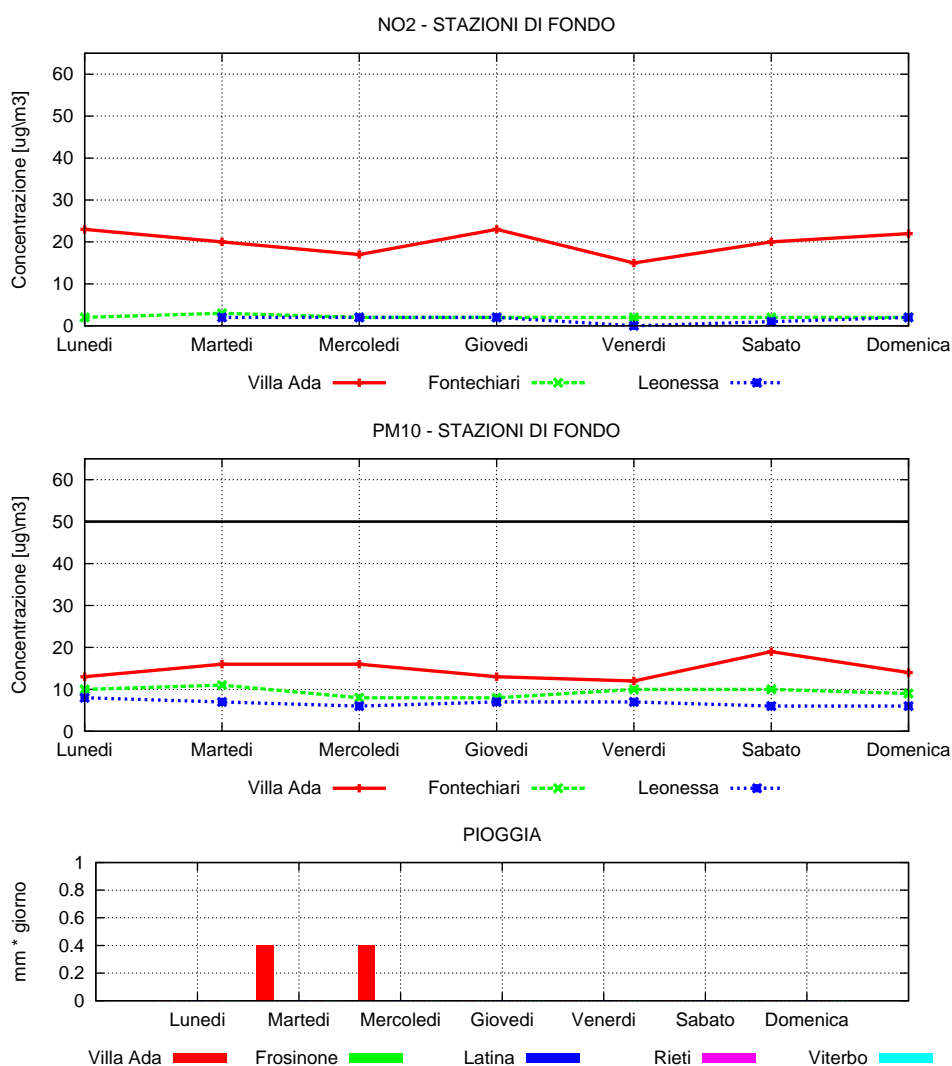 NO2 - STAZIONI DI FONDO
Concentrazione [ug\m3]
60
50
40
30
20
10
0
Lunedi Martedi Mercoledi Giovedi Venerdi Sabato Domenica
Villa Ada Fontechiari Leonessa
PM10 - STAZIONI DI FONDO
Concentrazione [ug\m3]
60
50
40
30
20
10
0
Lunedi Martedi Mercoledi Giovedi Venerdi Sabato Domenica
Villa Ada Fontechiari Leonessa
PIOGGIA
mm * giorno
1
0.8
0.6
0.4
0.2
0
Lunedi Martedi Mercoledi Giovedi Venerdi Sabato Domenica
Villa Ada Frosinone Latina Rieti Viterbo